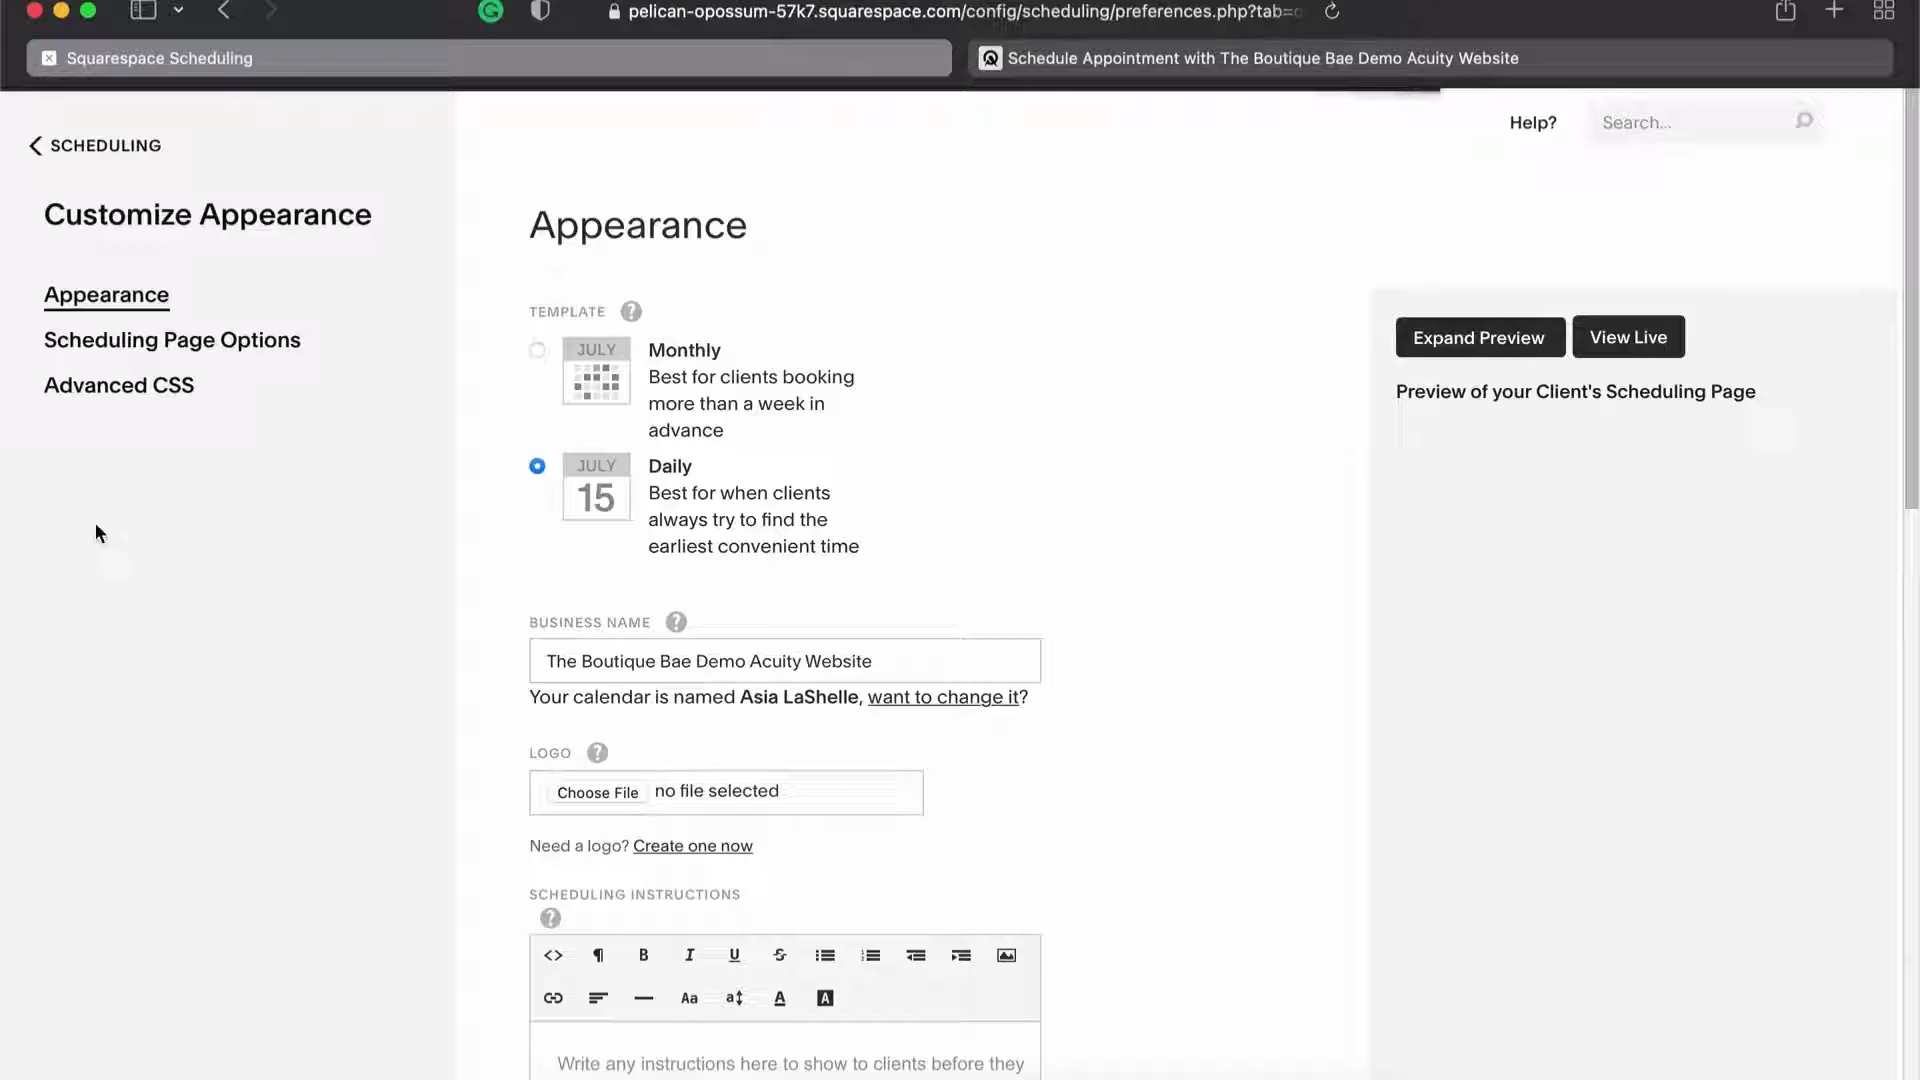 pelican-opossum-57k7.squarespace.com/config/scheduling/preferences.php?tab=
Squarespace Scheduling
Schedule Appointment with The Boutique Bae Demo Acuity Website
SCHEDULING
Help?
Search...
Customize Appearance
Appearance
Scheduling Page Options
Advanced CSS
Appearance
TEMPLATE ?
JULY
Monthly
Best for clients booking
more than a week in
advance
JULY
15
Daily
Best for when clients
always try to find the
earliest convenient time
Expand Preview
View Live
Preview of your Client's Scheduling Page
BUSINESS NAME ?
The Boutique Bae Demo Acuity Website
Your calendar is named Asia LaShelle, want to change it?
LOGO ?
Choose File no file selected
Need a logo? Create one now
SCHEDULING INSTRUCTIONS
?
<> ¶ B I U S
Aa a A A
Write any instructions here to show to clients before they